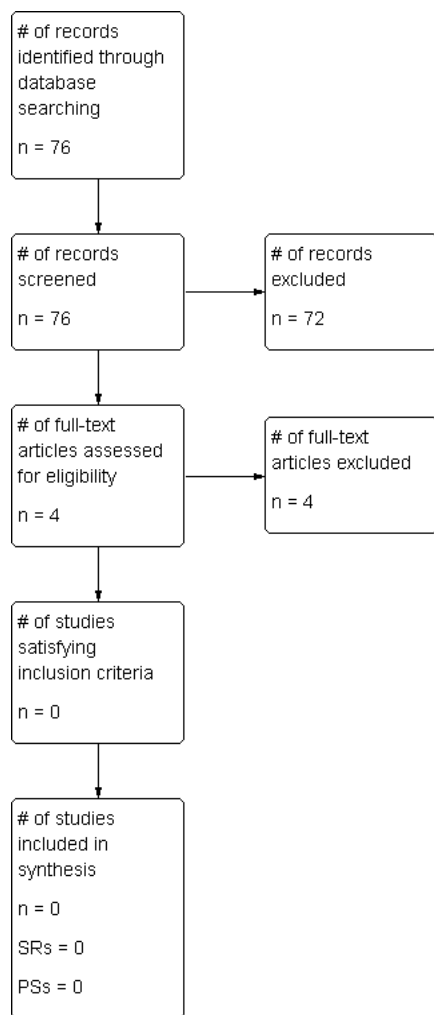 # of records
identified through
database
searching
n = 76
# of records
screened
n = 76
# of records
excluded
n = 72
# of full-text
articles assessed
for eligibility
n = 4
# of full-text
articles excluded
n = 4
# of studies
satisfying
inclusion criteria
n = 0
# of studies
included in
synthesis
n = 0
SRs = 0
PSs = 0